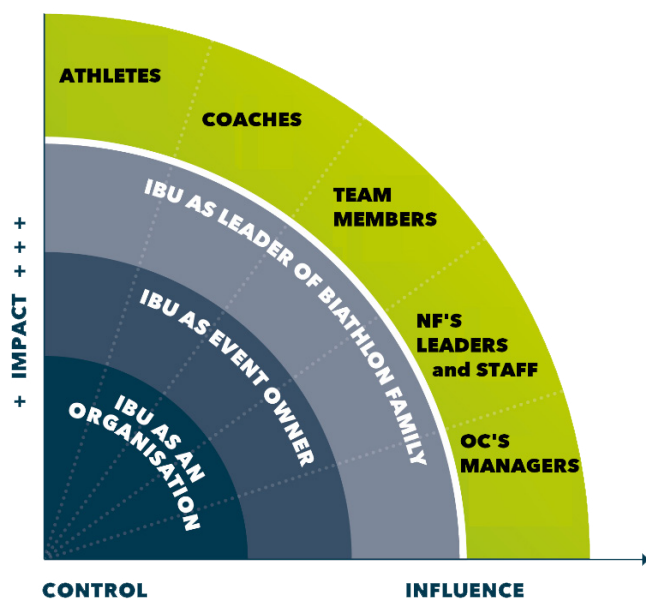 ATHLETES
COACHES
TEAM
MEMBERS
NF'S
LEADERS
and STAFF
OC'S
MANAGERS
IBU AS LEADER OF BIATHLON FAMILY
IBU AS EVENT OWNER
IBU AS AN
ORGANISATION
+ IMPACT + + +
CONTROL
INFLUENCE